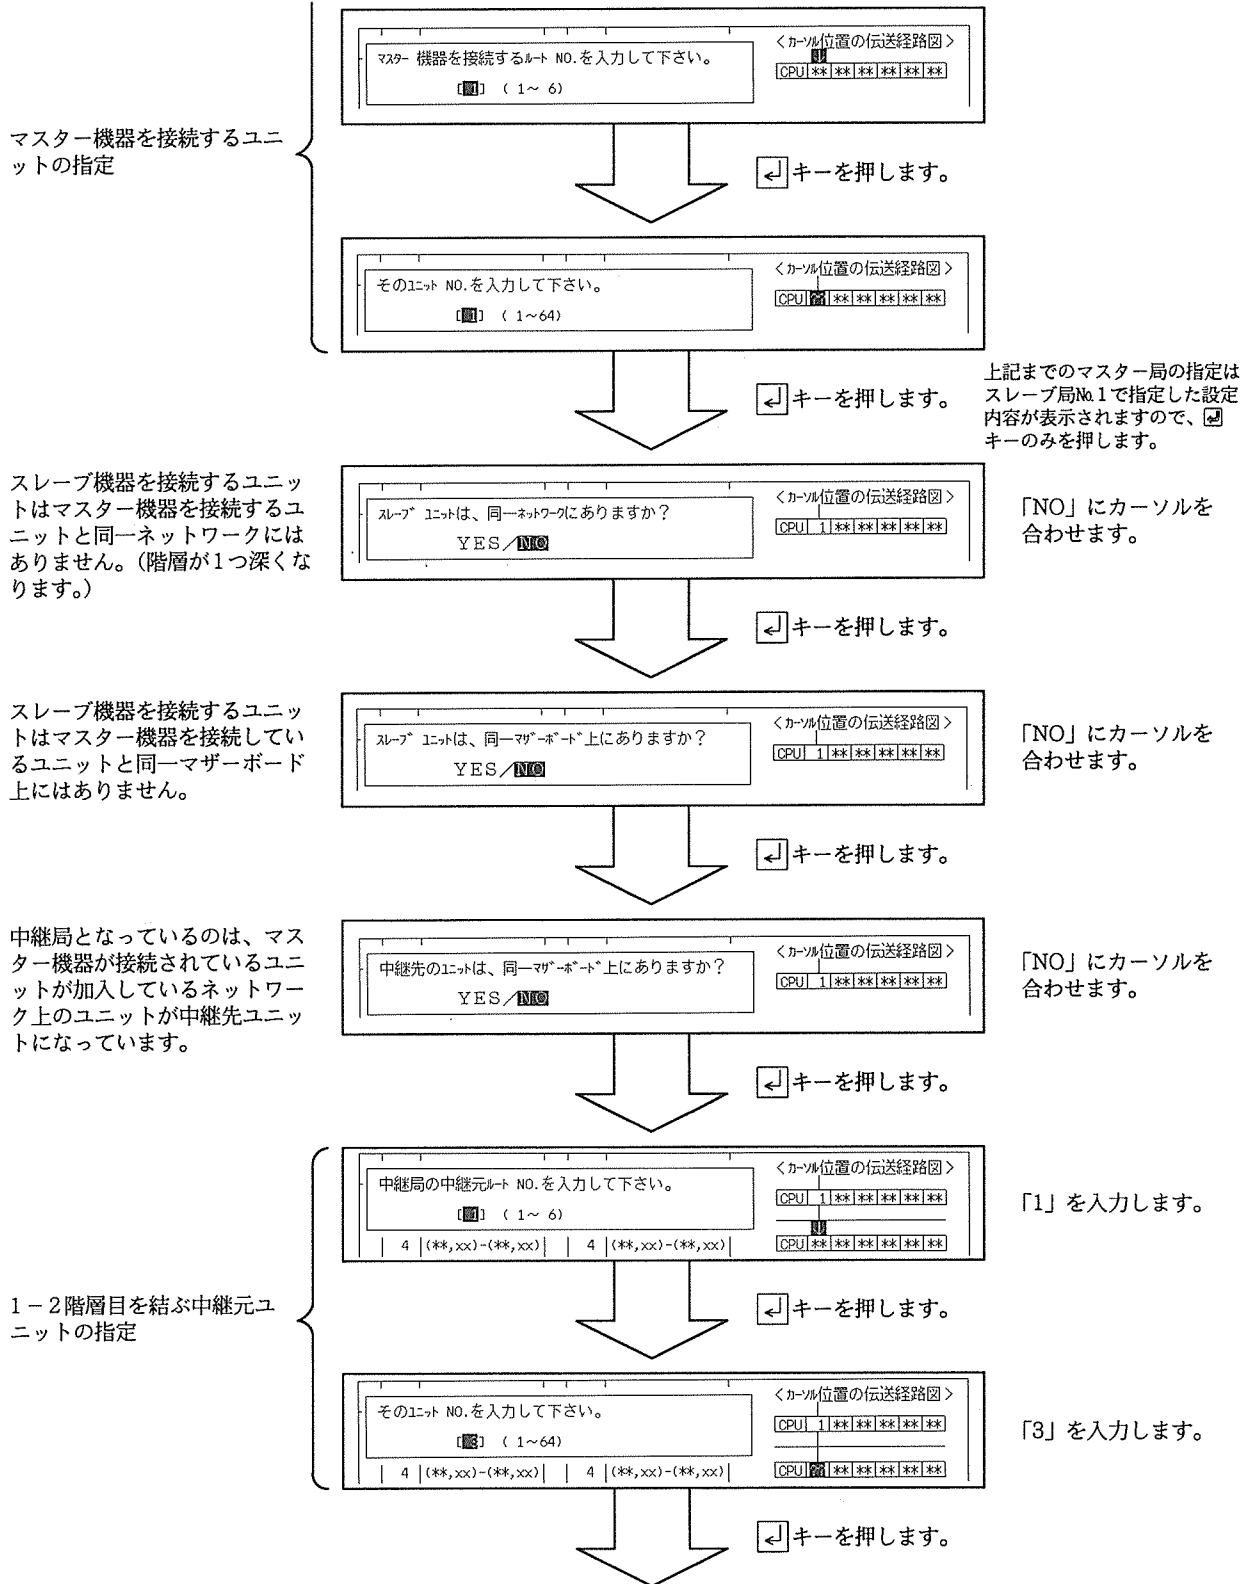 マスター 機器を接続するルート NO.を入力して下さい。
[1] ( 1～ 6)
<カーソル位置の伝送経路図>
CPU ** ** ** ** ** **
マスター機器を接続するユニ
ットの指定
キーを押します。
そのユニット NO.を入力して下さい。
[1] ( 1～64)
<カーソル位置の伝送経路図>
CPU ** ** ** ** **
キーを押します。
上記までのマスター局の指定は
スレーブ局№1で指定した設定
内容が表示されますので、
キーのみを押します。
スレーブ機器を接続するユニッ
トはマスター機器を接続するユ
ニットと同一ネットワークには
ありません。(階層が1つ深くな
ります。)
スレーブ ユニットは、同一ネットワークにありますか?
YES/NO
<カーソル位置の伝送経路図>
CPU 1 ** ** ** ** **
「NO」にカーソルを
合わせます。
キーを押します。
スレーブ機器を接続するユニッ
トはマスター機器を接続してい
るユニットと同一マザーボード
上にはありません。
スレーブ ユニットは、同一マザーボード上にありますか?
YES/NO
<カーソル位置の伝送経路図>
CPU 1 ** ** ** ** **
「NO」にカーソルを
合わせます。
キーを押します。
中継局となっているのは、マス
ター機器が接続されているユニ
ットが加入しているネットワー
ク上のユニットが中継先ユニッ
トになっています。
中継先のユニットは、同一マザーボード上にありますか?
YES/NO
<カーソル位置の伝送経路図>
CPU 1 ** ** ** ** **
「NO」にカーソルを
合わせます。
キーを押します。
中継局の中継元ルート NO.を入力して下さい。
[1] ( 1～ 6)
4 (**,xx)-(**,xx) 4 (**,xx)-(**,xx)
<カーソル位置の伝送経路図>
CPU 1 ** ** ** ** **
CPU ** ** ** ** ** **
「1」を入力します。
1－2階層目を結ぶ中継元ユ
ニットの指定
キーを押します。
そのユニット NO.を入力して下さい。
[3] ( 1～64)
4 (**,xx)-(**,xx) 4 (**,xx)-(**,xx)
<カーソル位置の伝送経路図>
CPU 1 ** ** ** ** **
CPU ** ** ** ** **
「3」を入力します。
キーを押します。